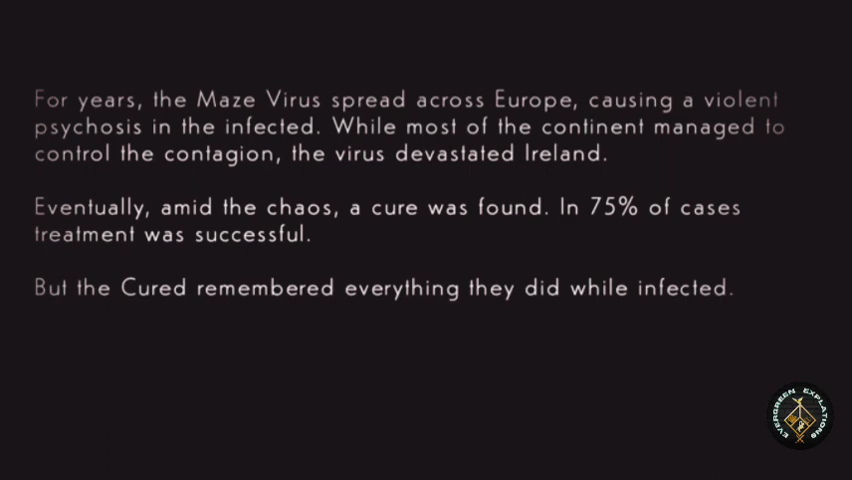 For years, the Maze Virus spread across Europe, causing a violent
psychosis in the infected. While most of the continent managed to
control the contagion, the virus devastated Ireland.
Eventually, amid the chaos, a cure was found. In 75% of cases
treatment was successful.
But the Cured remembered everything they did while infected.
EVERGREEN EXPLATIONS